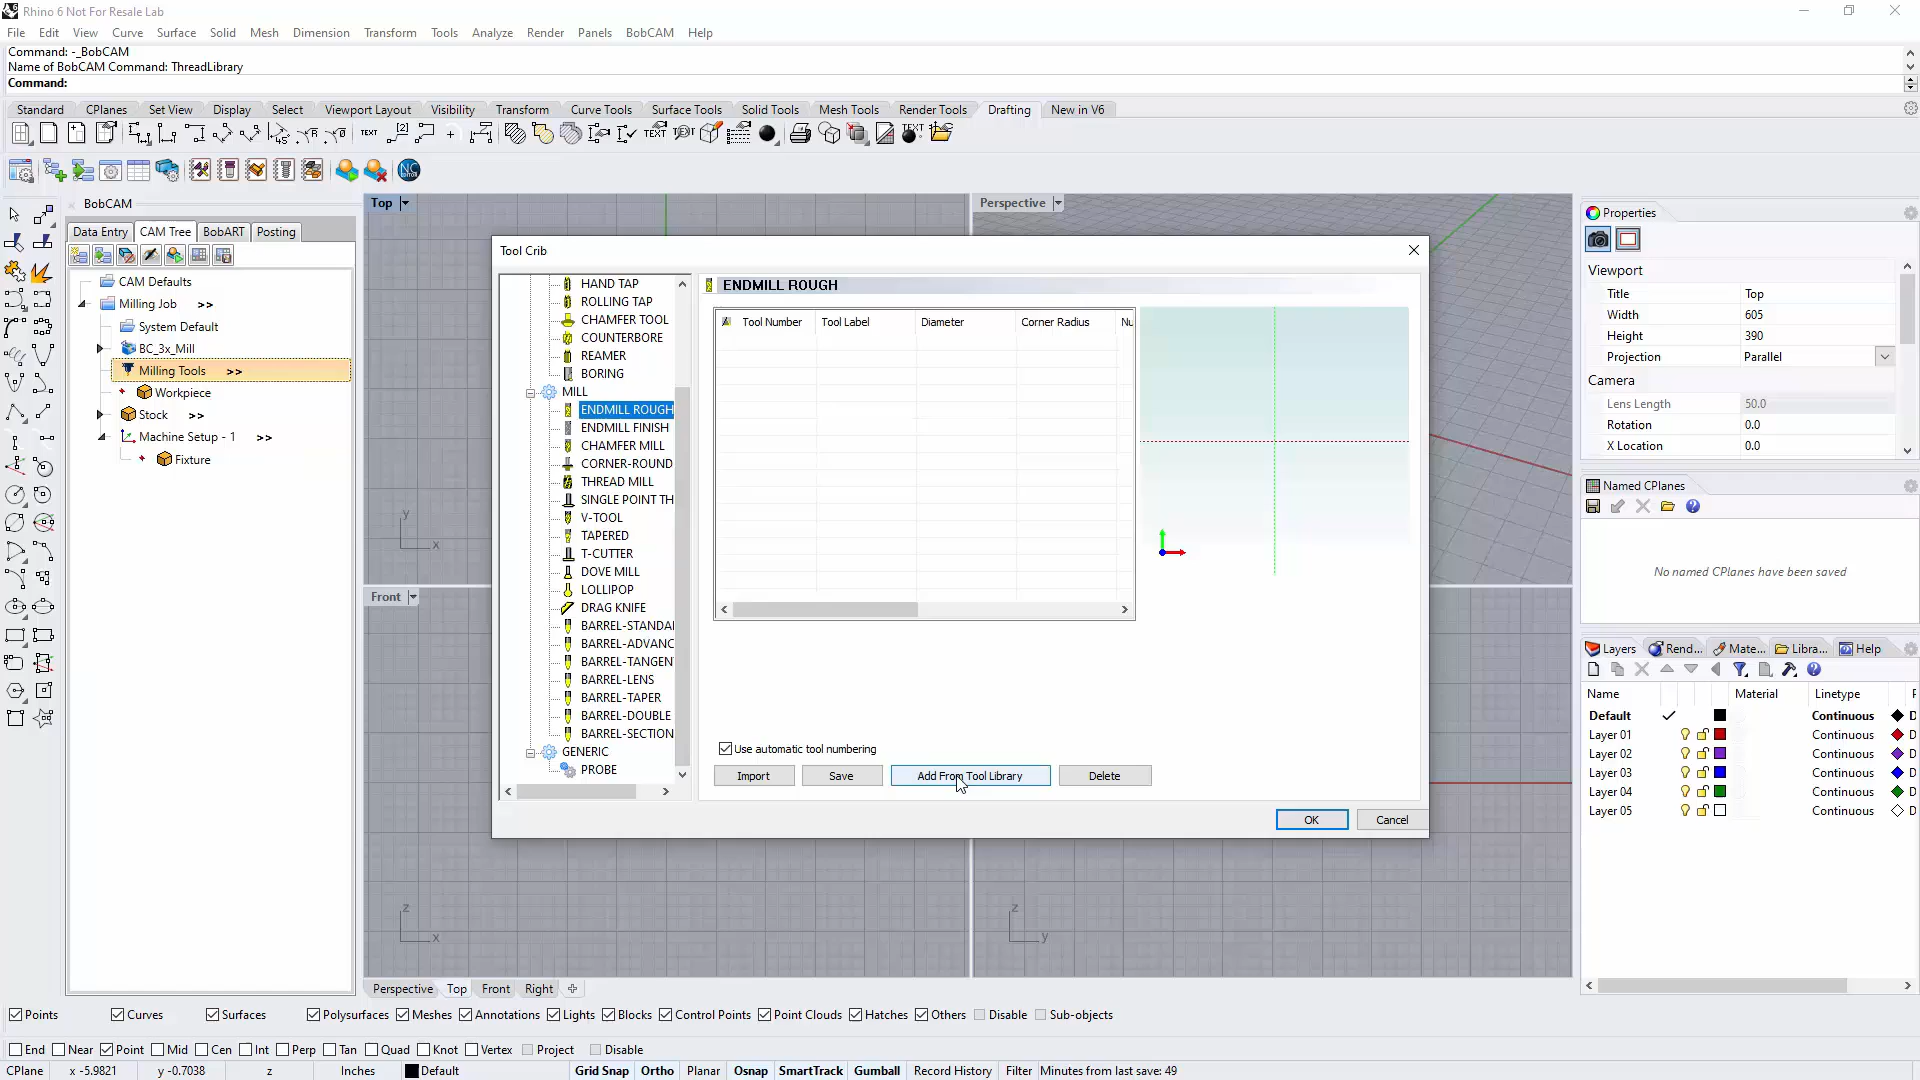 Rhino 6 Not For Resale Lab
File Edit View Curve Surface Solid Mesh Dimension Transform Tools Analyze Render Panels BobCAM Help
Command: -_BobCAM
Name of BobCAM Command: ThreadLibrary
Command:
Standard CPlanes Set View Display Select Viewport Layout Visibility Transform Curve Tools Surface Tools Solid Tools Mesh Tools Render Tools Drafting New in V6
BobCAM
Data Entry CAM Tree BobART Posting
CAM Defaults
Milling Job >>
System Default
BC_3x_Mill
Milling Tools >>
Workpiece
Stock >>
Machine Setup - 1 >>
Fixture
Top
Perspective
Front
Tool Crib
HAND TAP
ROLLING TAP
CHAMFER TOOL
COUNTERBORE
REAMER
BORING
MILL
ENDMILL ROUGH
ENDMILL FINISH
CHAMFER MILL
CORNER-ROUND
THREAD MILL
SINGLE POINT TH
V-TOOL
TAPERED
T-CUTTER
DOVE MILL
LOLLIPOP
DRAG KNIFE
BARREL-STANDA
BARREL-ADVANC
BARREL-TANGEN
BARREL-LENS
BARREL-TAPER
BARREL-DOUBLE
BARREL-SECTION
GENERIC
PROBE
ENDMILL ROUGH
Tool Number Tool Label Diameter Corner Radius Nu
Use automatic tool numbering
Import Save Add From Tool Library Delete
OK Cancel
y
x
z
x
z
y
Perspective Top Front Right
Properties
Viewport
Title Top
Width 605
Height 390
Projection Parallel
Camera
Lens Length 50.0
Rotation 0.0
X Location 0.0
Named CPlanes
No named CPlanes have been saved
Layers Rend... Mate... Libra... Help
Name Material Linetype
Default Continuous D
Layer 01 Continuous D
Layer 02 Continuous D
Layer 03 Continuous D
Layer 04 Continuous D
Layer 05 Continuous D
Points Curves Surfaces Polysurfaces Meshes Annotations Lights Blocks Control Points Point Clouds Hatches Others Disable Sub-objects
End Near Point Mid Cen Int Perp Tan Quad Knot Vertex Project Disable
CPlane x -5.9821 y -0.7038 z Inches Default Grid Snap Ortho Planar Osnap SmartTrack Gumball Record History Filter Minutes from last save: 49